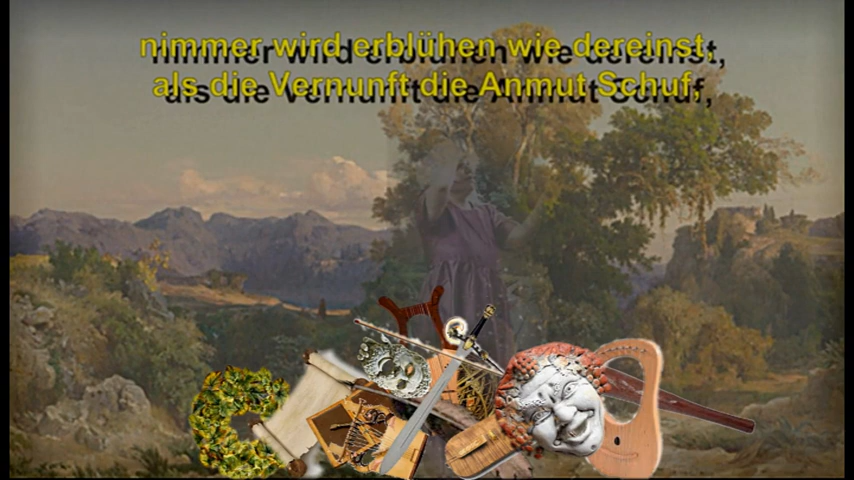 nimmer wird erblühen wie dereinst,
als die Vernunft die Anmut Schuf,